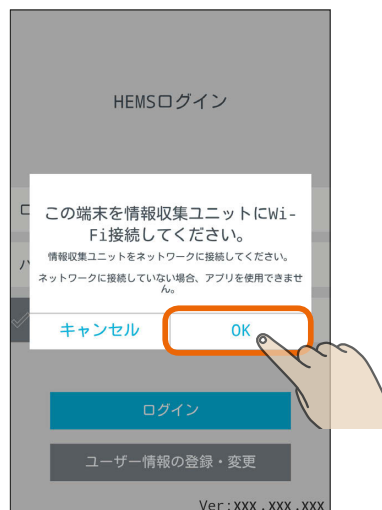 HEMSログイン
この端末を情報収集ユニットにWi-
Fi接続してください。
情報収集ユニットをネットワークに接続してください。
ネットワークに接続していない場合、アプリを使用できませ
ん。
キャンセル
OK
ログイン
ユーザー情報の登録・変更
Ver:XXX.XXX.XXX